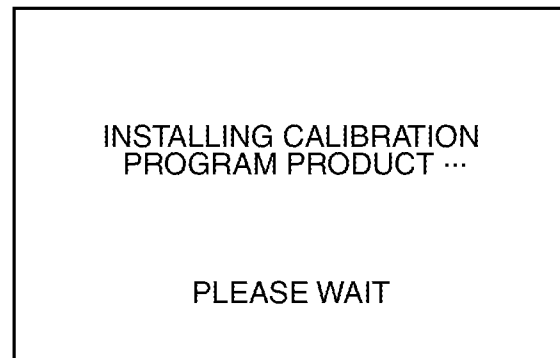 INSTALLING CALIBRATION
PROGRAM PRODUCT ···
PLEASE WAIT